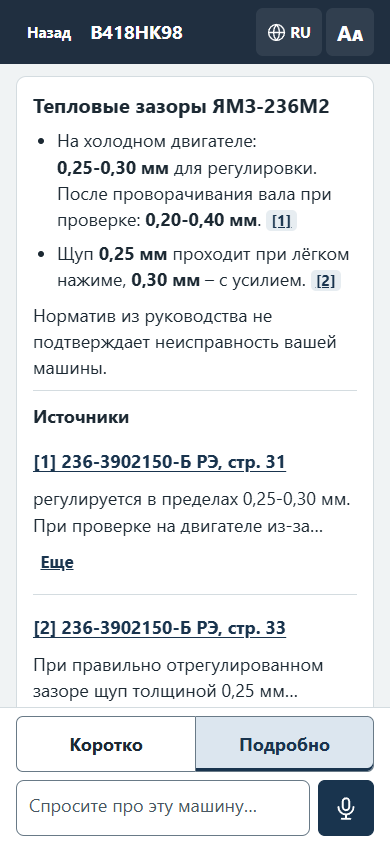 Назад B418HK98 RU Aa
Тепловые зазоры ЯМЗ-236М2
• На холодном двигателе:
0,25-0,30 мм для регулировки.
После проворачивания вала при
проверке: 0,20-0,40 мм. [1]
• Щуп 0,25 мм проходит при лёгком
нажиме, 0,30 мм – с усилием. [2]
Норматив из руководства не
подтверждает неисправность вашей
машины.
Источники
[1] 236-3902150-Б РЭ, стр. 31
регулируется в пределах 0,25-0,30 мм.
При проверке на двигателе из-за…
Еще
[2] 236-3902150-Б РЭ, стр. 33
При правильно отрегулированном
зазоре щуп толщиной 0,25 мм…
Коротко Подробно
Спросите про эту машину…